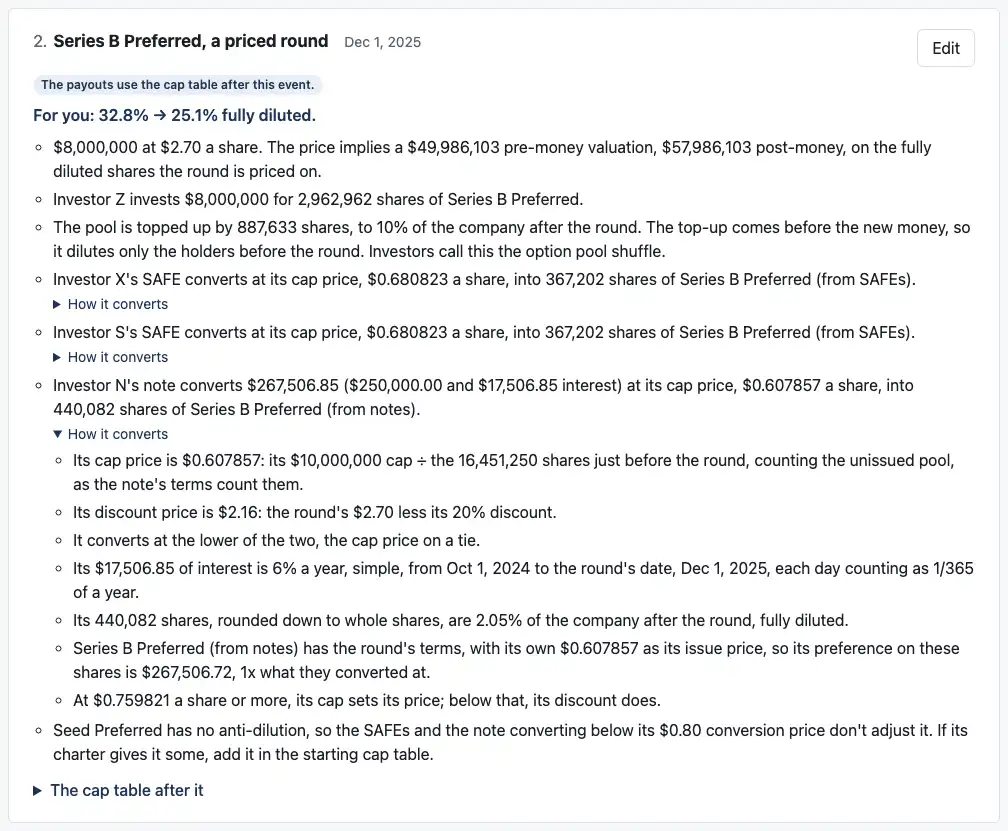 2. Series B Preferred, a priced round Dec 1, 2025
Edit
The payouts use the cap table after this event.
For you: 32.8% → 25.1% fully diluted.
◦ $8,000,000 at $2.70 a share. The price implies a $49,986,103 pre-money valuation, $57,986,103 post-money, on the fully
diluted shares the round is priced on.
◦ Investor Z invests $8,000,000 for 2,962,962 shares of Series B Preferred.
◦ The pool is topped up by 887,633 shares, to 10% of the company after the round. The top-up comes before the new money, so
it dilutes only the holders before the round. Investors call this the option pool shuffle.
◦ Investor X's SAFE converts at its cap price, $0.680823 a share, into 367,202 shares of Series B Preferred (from SAFEs).
▶ How it converts
◦ Investor S's SAFE converts at its cap price, $0.680823 a share, into 367,202 shares of Series B Preferred (from SAFEs).
▶ How it converts
◦ Investor N's note converts $267,506.85 ($250,000.00 and $17,506.85 interest) at its cap price, $0.607857 a share, into
440,082 shares of Series B Preferred (from notes).
▼ How it converts
◦ Its cap price is $0.607857: its $10,000,000 cap ÷ the 16,451,250 shares just before the round, counting the unissued pool,
as the note's terms count them.
◦ Its discount price is $2.16: the round's $2.70 less its 20% discount.
◦ It converts at the lower of the two, the cap price on a tie.
◦ Its $17,506.85 of interest is 6% a year, simple, from Oct 1, 2024 to the round's date, Dec 1, 2025, each day counting as 1/365
of a year.
◦ Its 440,082 shares, rounded down to whole shares, are 2.05% of the company after the round, fully diluted.
◦ Series B Preferred (from notes) has the round's terms, with its own $0.607857 as its issue price, so its preference on these
shares is $267,506.72, 1x what they converted at.
◦ At $0.759821 a share or more, its cap sets its price; below that, its discount does.
◦ Seed Preferred has no anti-dilution, so the SAFEs and the note converting below its $0.80 conversion price don't adjust it. If its
charter gives it some, add it in the starting cap table.
▶ The cap table after it